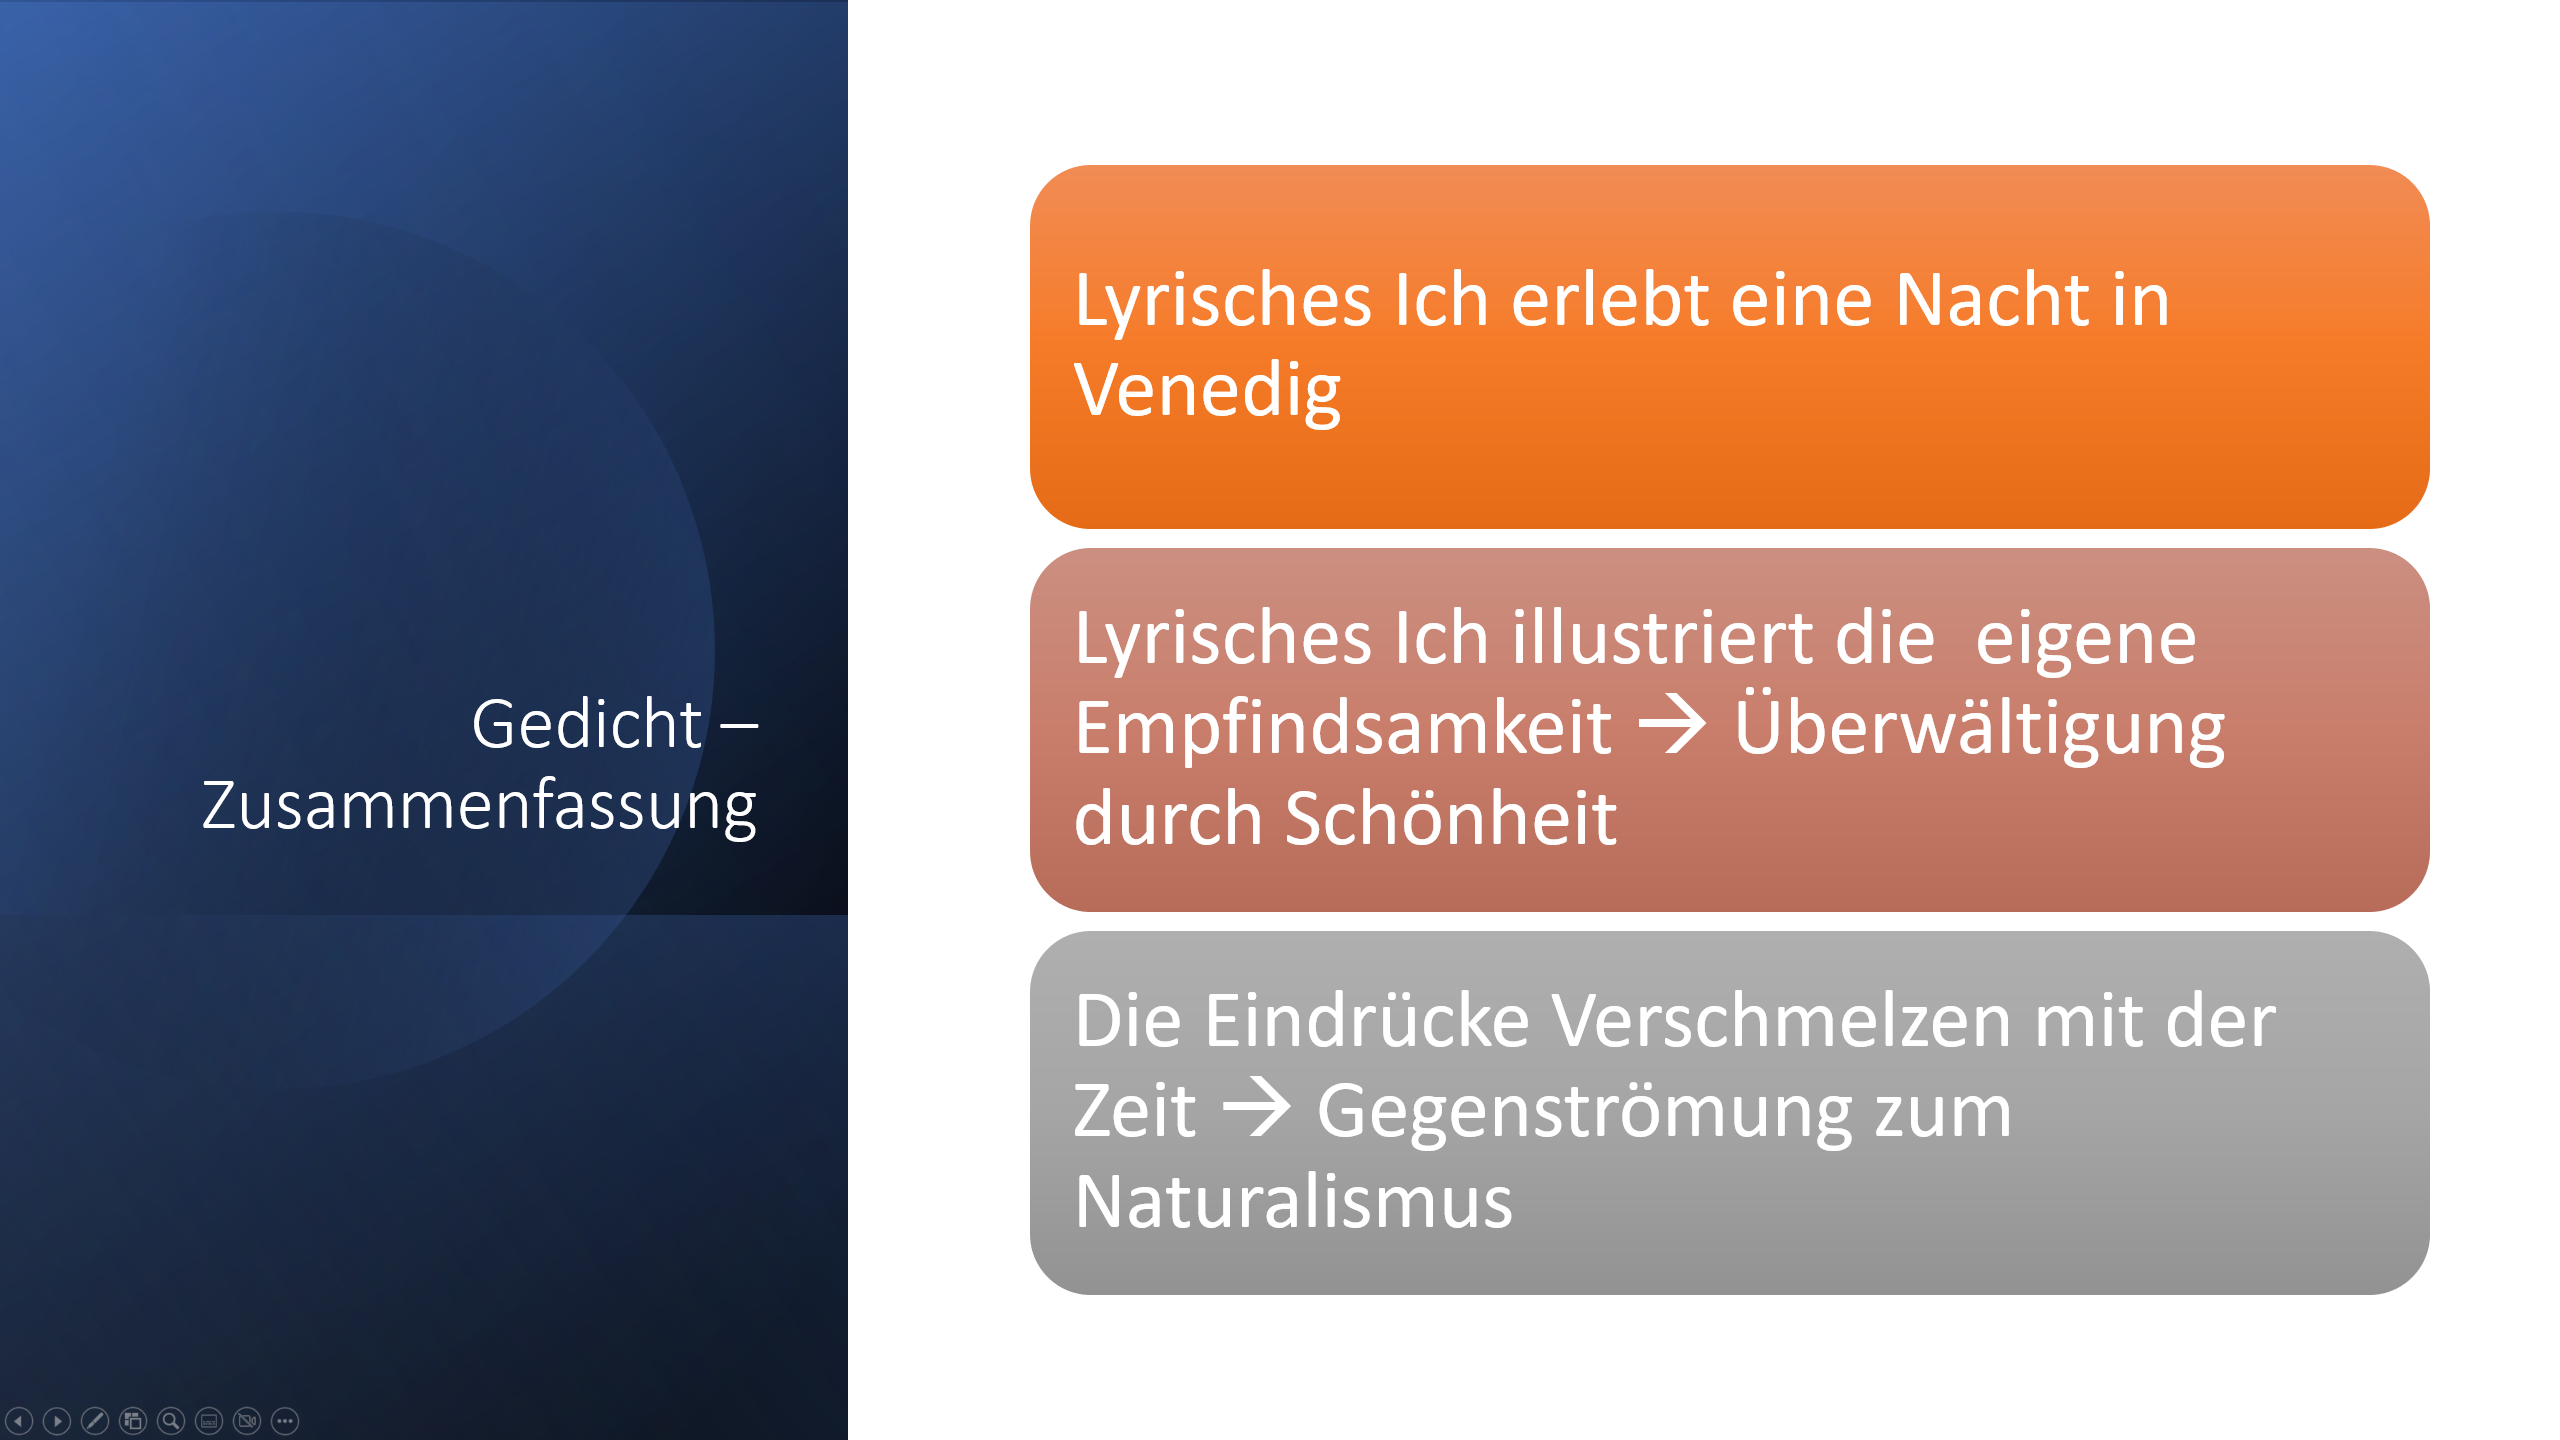 Gedicht –
Zusammenfassung
Lyrisches Ich erlebt eine Nacht in
Venedig
Lyrisches Ich illustriert die  eigene
Empfindsamkeit → Überwältigung
durch Schönheit
Die Eindrücke Verschmelzen mit der
Zeit → Gegenströmung zum
Naturalismus